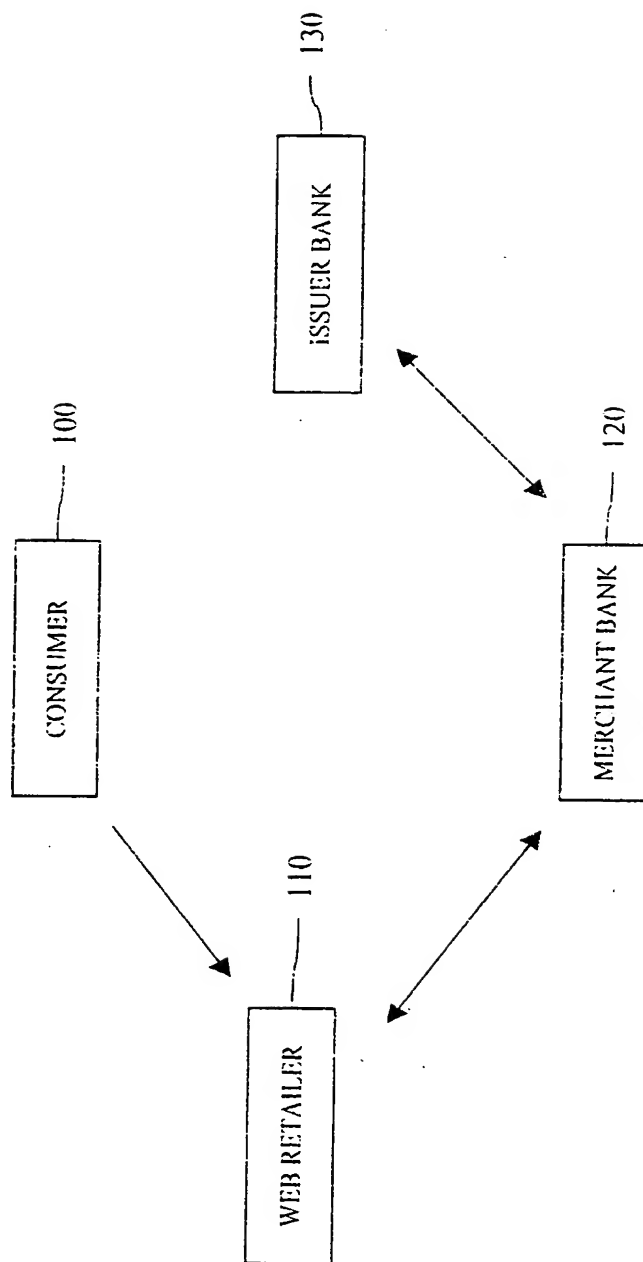 CONSUMER
100
WEB RETAILER
110
ISSUER BANK
130
MERCHANT BANK
120